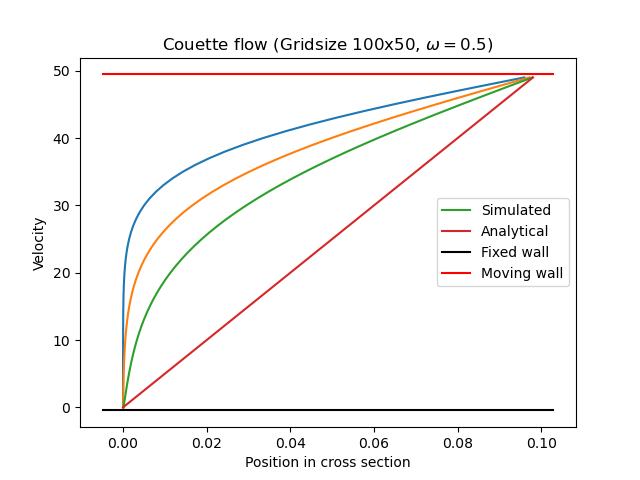 Couette flow (Gridsize 100x50, ω = 0.5)
50
40
30
20
10
0
Velocity
Simulated
Analytical
Fixed wall
Moving wall
0.00 0.02 0.04 0.06 0.08 0.10
Position in cross section